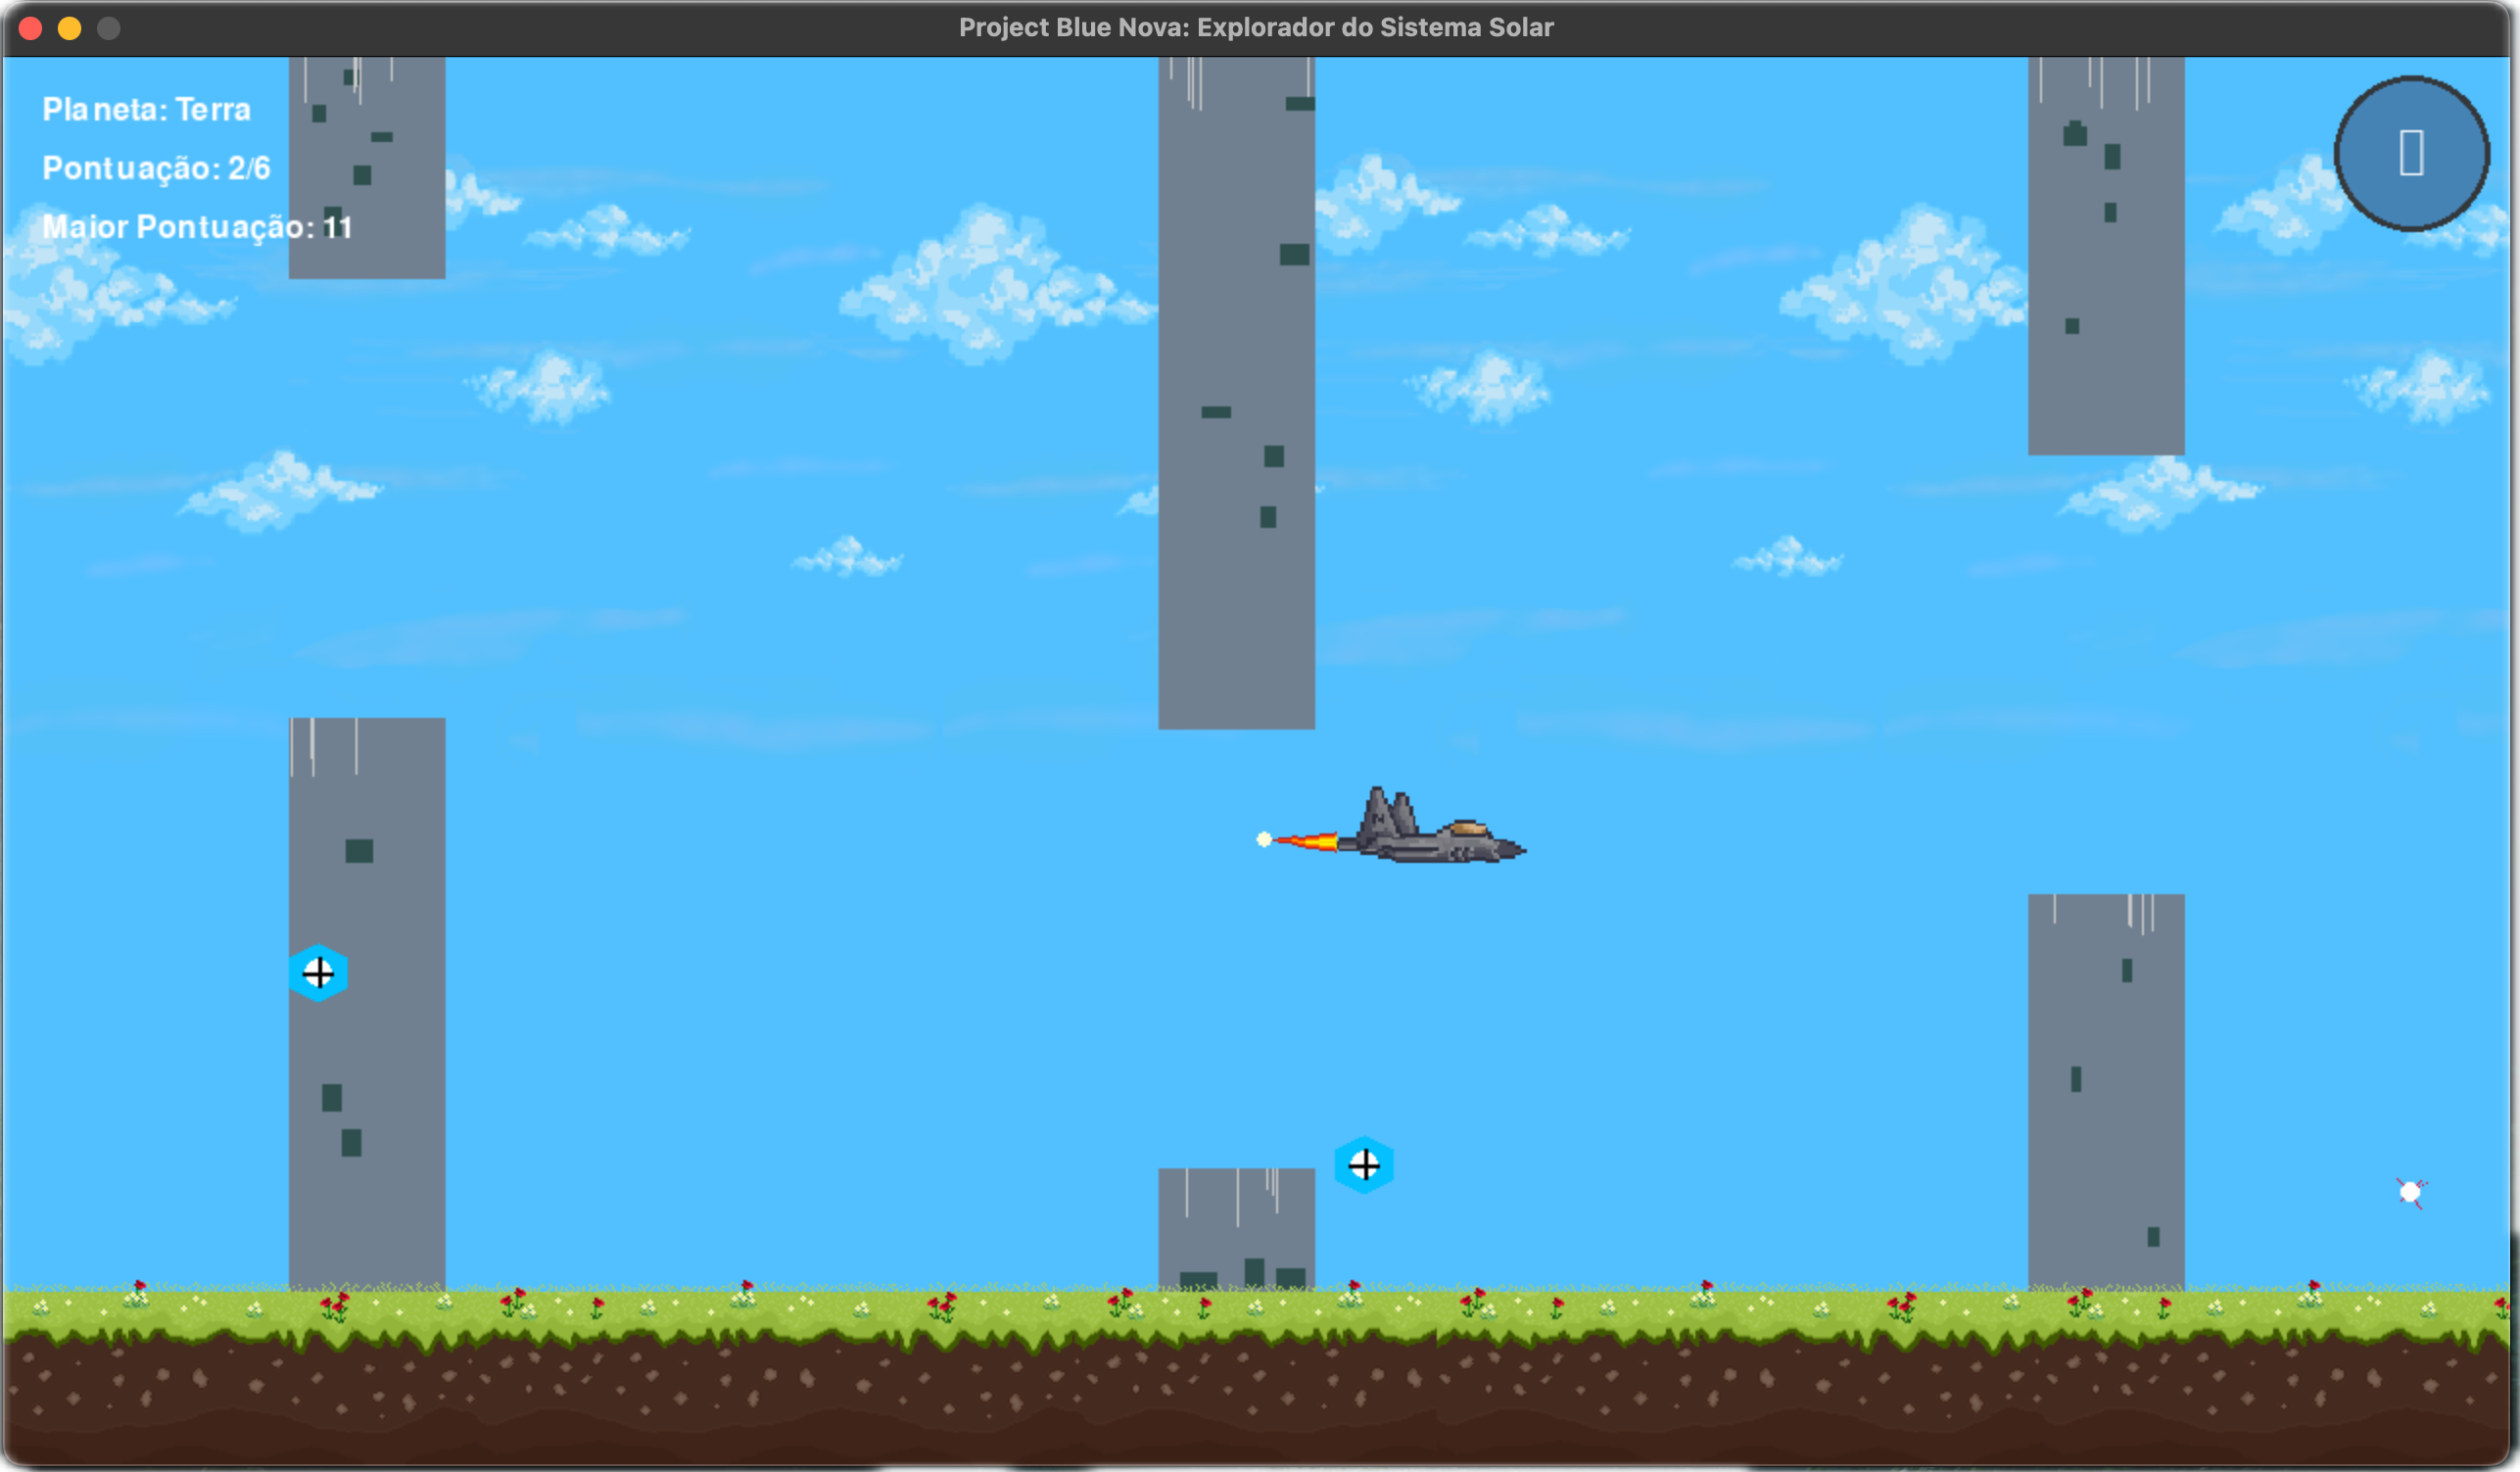 Project Blue Nova: Explorador do Sistema Solar
Planeta: Terra
Pontuação: 2/6
Maior Pontuação: 11